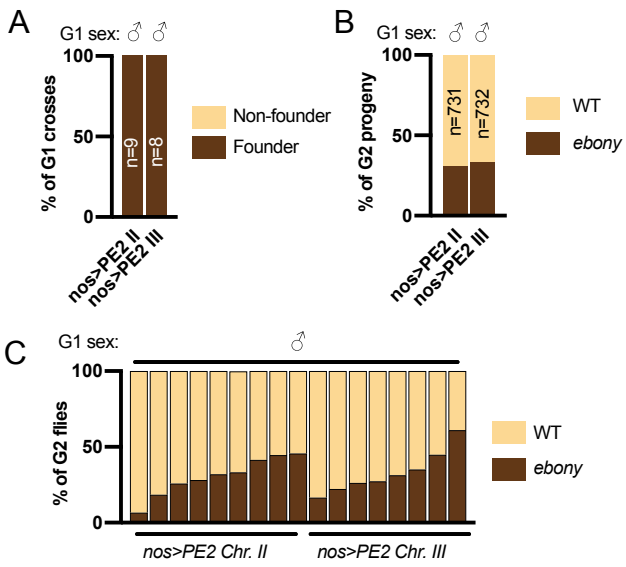 A
G1 sex: ♂ ♂
% of G1 crosses
100
50
0
n=9
n=8
nos>PE2 II
nos>PE2 III
Non-founder
Founder
B
G1 sex: ♂ ♂
% of G2 progeny
100
50
0
n=731
n=732
nos>PE2 II
nos>PE2 III
WT
ebony
C
G1 sex: ♂
% of G2 flies
100
50
0
nos>PE2 Chr. II
nos>PE2 Chr. III
WT
ebony